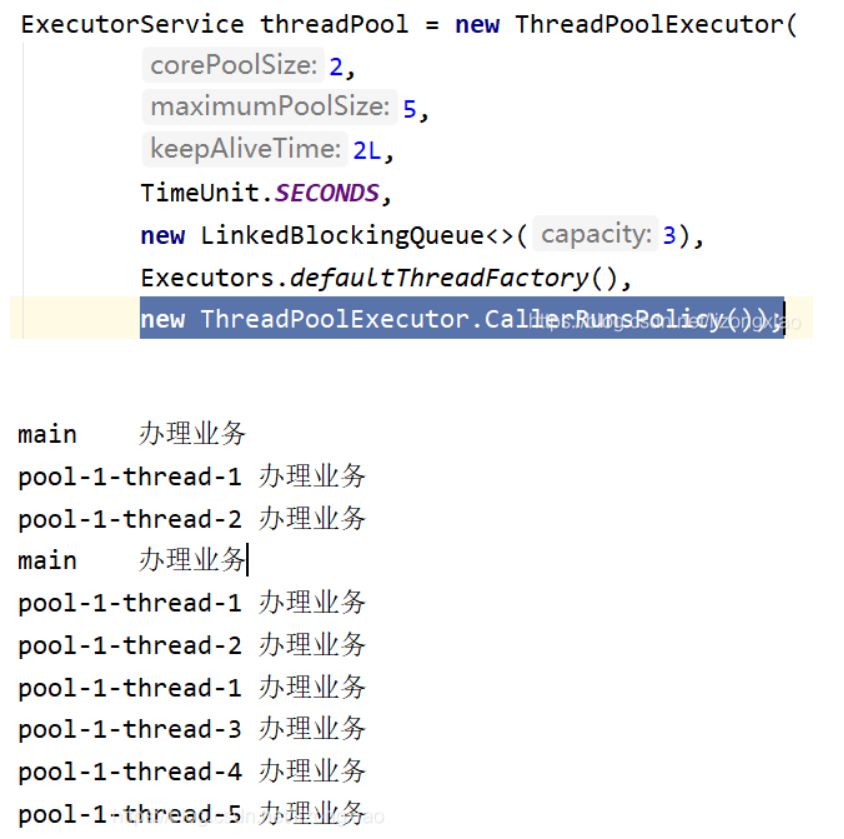 ExecutorService threadPool = new ThreadPoolExecutor(
corePoolSize: 2,
maximumPoolSize: 5,
keepAliveTime: 2L,
TimeUnit.SECONDS,
new LinkedBlockingQueue<>( capacity: 3),
Executors.defaultThreadFactory(),
new ThreadPoolExecutor.CallerRunsPolicy());
https://blog.csdn.net/lizongxiao
main 办理业务
pool-1-thread-1 办理业务
pool-1-thread-2 办理业务
main 办理业务
pool-1-thread-1 办理业务
pool-1-thread-2 办理业务
pool-1-thread-1 办理业务
pool-1-thread-3 办理业务
pool-1-thread-4 办理业务
pool-1-thread-5 办理业务